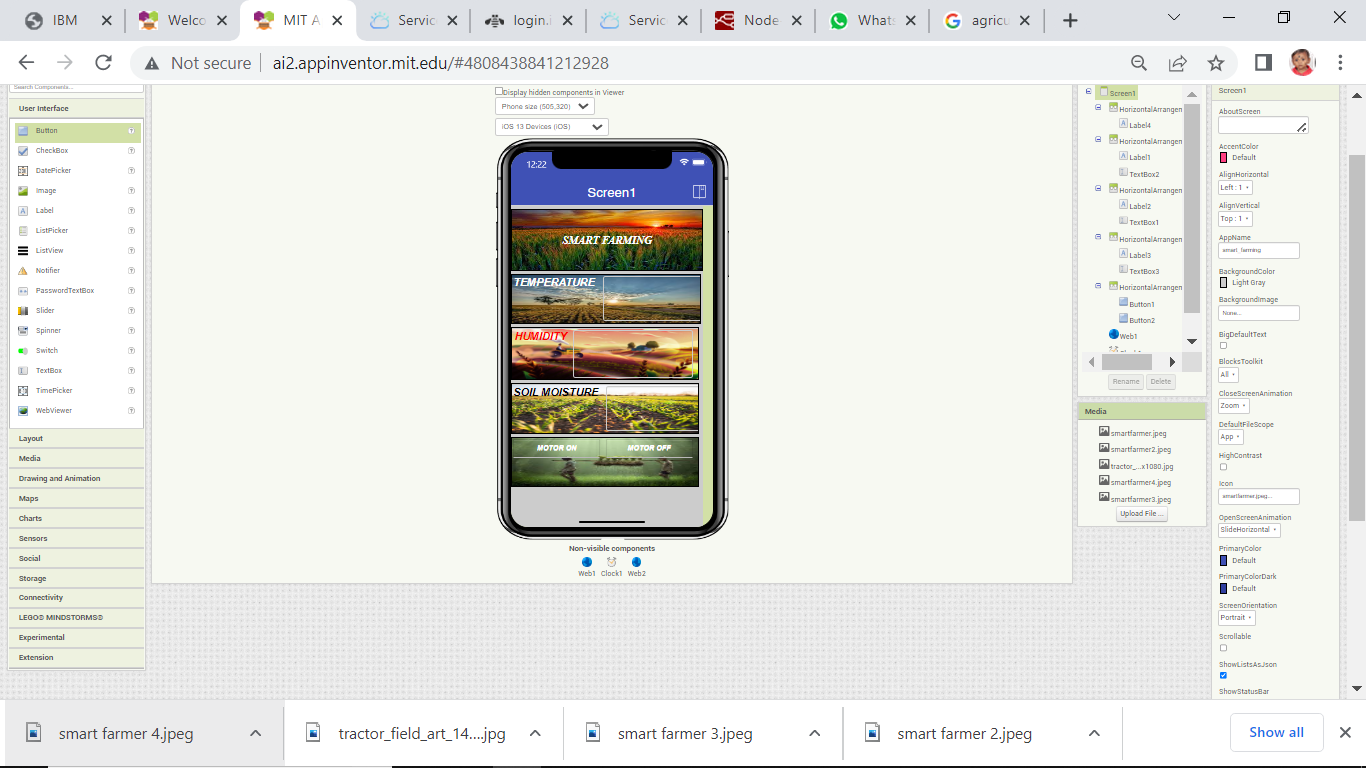 IBM
Welco
MIT A
Service
login.i
Servic
Node
Whats
agricu
Not secure
ai2.appinventor.mit.edu/#4808438841212928
Search Components...
User Interface
Button
CheckBox
DatePicker
Image
Label
ListPicker
ListView
Notifier
PasswordTextBox
Slider
Spinner
Switch
TextBox
TimePicker
WebViewer
Layout
Media
Drawing and Animation
Maps
Charts
Sensors
Social
Storage
Connectivity
LEGO® MINDSTORMS®
Experimental
Extension
Display hidden components in Viewer
Phone size (505,320)
iOS 13 Devices (iOS)
12:22
Screen1
SMART FARMING
TEMPERATURE
HUMIDITY
SOIL MOISTURE
MOTOR ON
MOTOR OFF
Non-visible components
Web1
Clock1
Web2
Screen1
HorizontalArrangen
Label4
HorizontalArrangen
Label1
TextBox2
HorizontalArrangen
Label2
TextBox1
HorizontalArrangen
Label3
TextBox3
HorizontalArrangen
Button1
Button2
Web1
Rename
Delete
Media
smartfarmer.jpeg
smartfarmer2.jpeg
tractor_...x1080.jpg
smartfarmer4.jpeg
smartfarmer3.jpeg
Upload File ...
Screen1
AboutScreen
AccentColor
Default
AlignHorizontal
Left : 1
AlignVertical
Top : 1
AppName
smart_farming
BackgroundColor
Light Gray
BackgroundImage
None...
BigDefaultText
BlocksToolkit
All
CloseScreenAnimation
Zoom
DefaultFileScope
App
HighContrast
Icon
smartfarmer.jpeg...
OpenScreenAnimation
SlideHorizontal
PrimaryColor
Default
PrimaryColorDark
Default
ScreenOrientation
Portrait
Scrollable
ShowListsAsJson
ShowStatusBar
smart farmer 4.jpeg
tractor_field_art_14....jpg
smart farmer 3.jpeg
smart farmer 2.jpeg
Show all